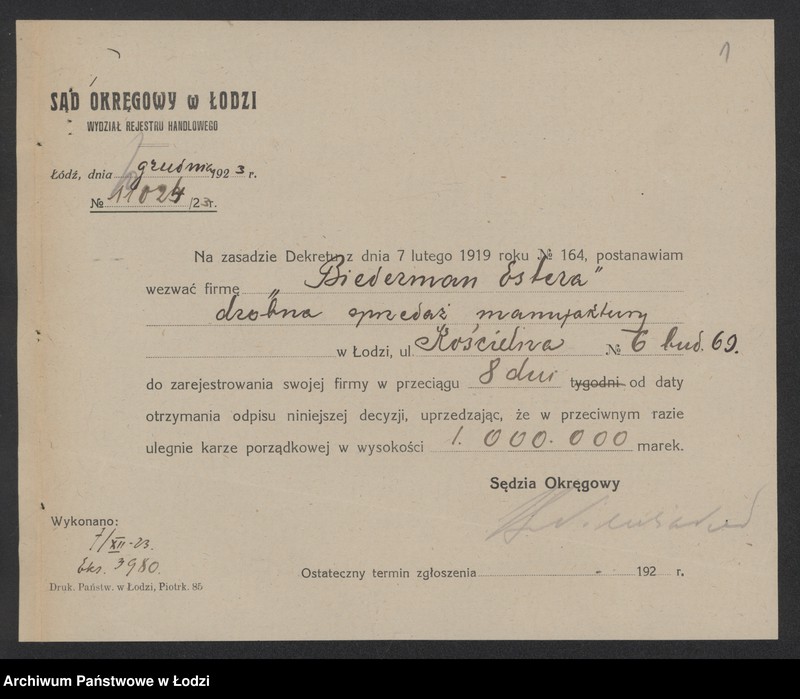 1
SĄD OKRĘGOWY w ŁODZI
WYDZIAŁ REJESTRU HANDLOWEGO
Łódź, dnia grudnia 1923 r.
№ 11024/23r.
Na zasadzie Dekretu z dnia 7 lutego 1919 roku № 164, postanawiam
wezwać firmę „Biederman Estera"
drobna sprzedaż manufaktury
w Łodzi, ul. Kościelna № 6 bud. 69.
do zarejestrowania swojej firmy w przeciągu 8 dni tygodni od daty
otrzymania odpisu niniejszej decyzji, uprzedzając, że w przeciwnym razie
ulegnie karze porządkowej w wysokości 1.000.000 marek.
Sędzia Okręgowy
Wykonano:
7/XII-23.
Ekr. 3980.
Ostateczny termin zgłoszenia 192 r.
Druk. Państw. w Łodzi, Piotrk. 85
Archiwum Państwowe w Łodzi